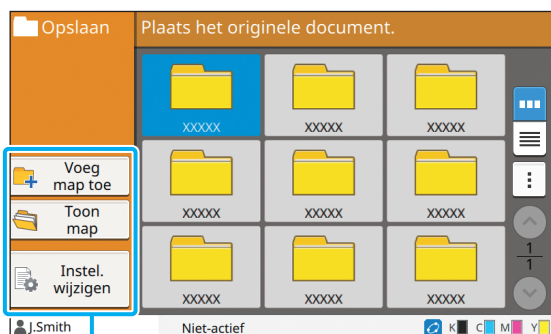 Opslaan
Plaats het originele document.
XXXXX
XXXXX
XXXXX
Voeg
map toe
Toon
map
XXXXX
XXXXX
XXXXX
1
1
Instel.
wijzigen
XXXXX
XXXXX
XXXXX
J.Smith
Niet-actief
K C M Y